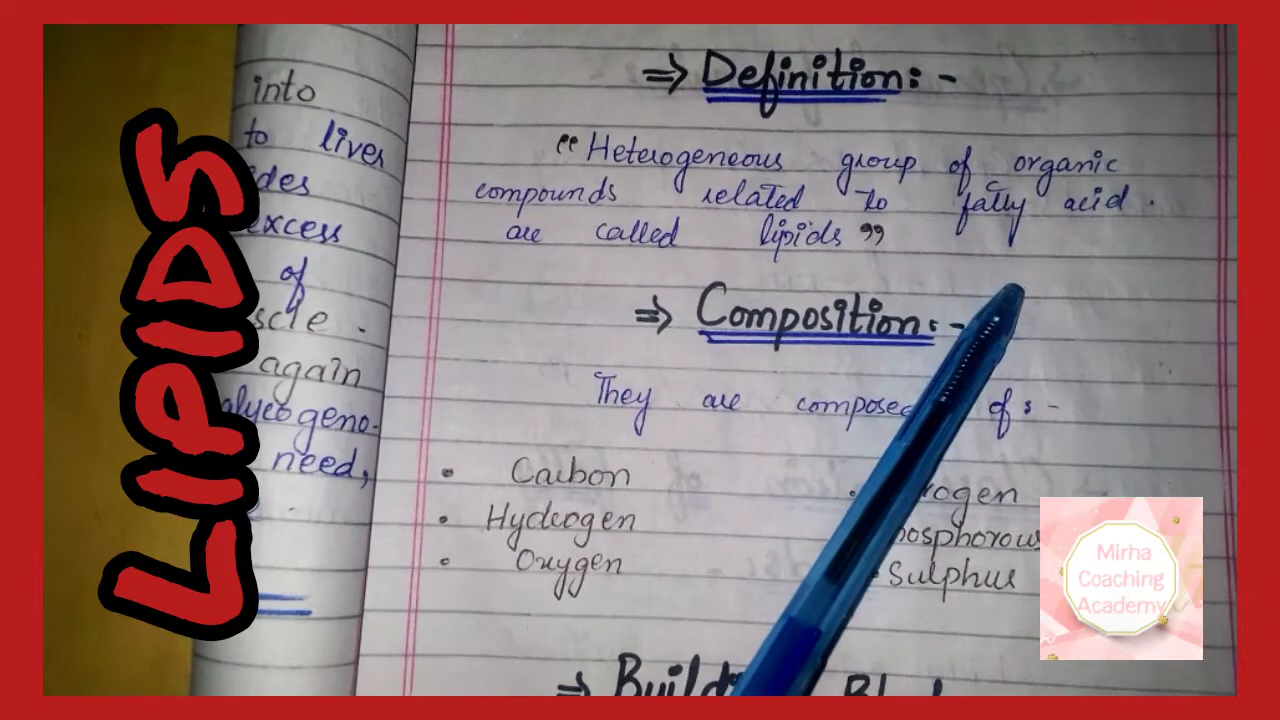 LIPIDS
into
to liver
excess
of
again
need,
⇒ Definition:-
"Heterogeneous group of organic
compounds related to fatty acid.
are called lipids"
⇒ Composition:-
They are composed of:-
• Carbon
• Hydrogen
• Oxygen
• Sulphur
⇒
Mirha
Coaching
Academy